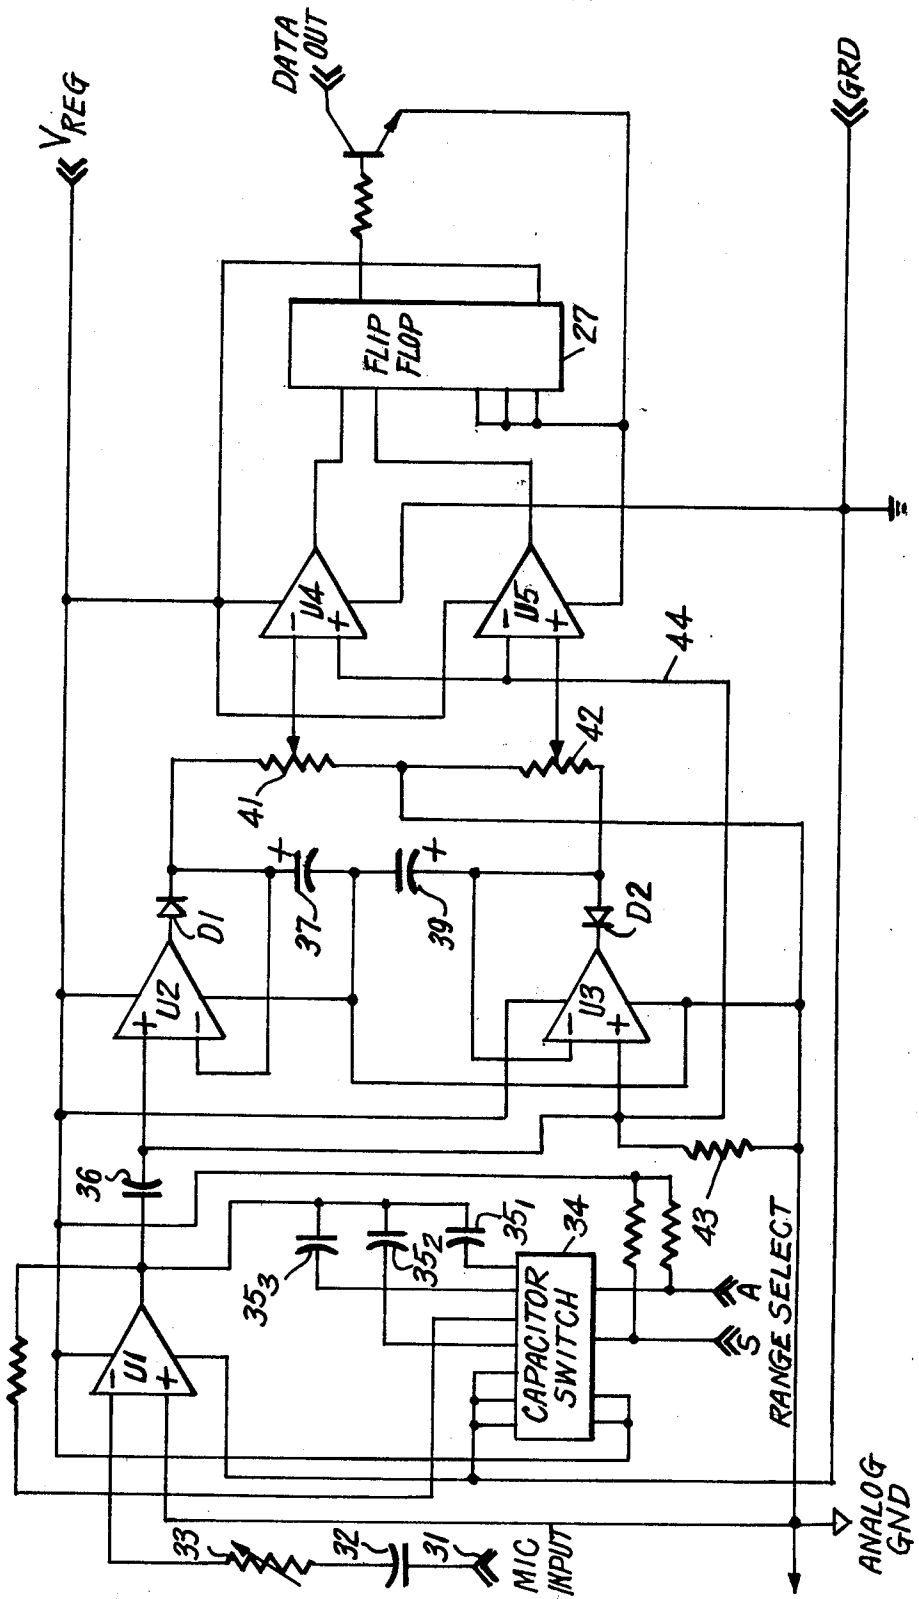 VREG
DATA
OUT
GRD
FLIP
FLOP
27
U4
−
+
U5
−
+
44
41
42
D1
37
+
39
+
D2
U2
+
−
U3
−
+
36
43
35₃
35₂
35₁
34
CAPACITOR
SWITCH
U1
−
+
S
A
RANGE SELECT
33
32
31
MIC
INPUT
ANALOG
GND